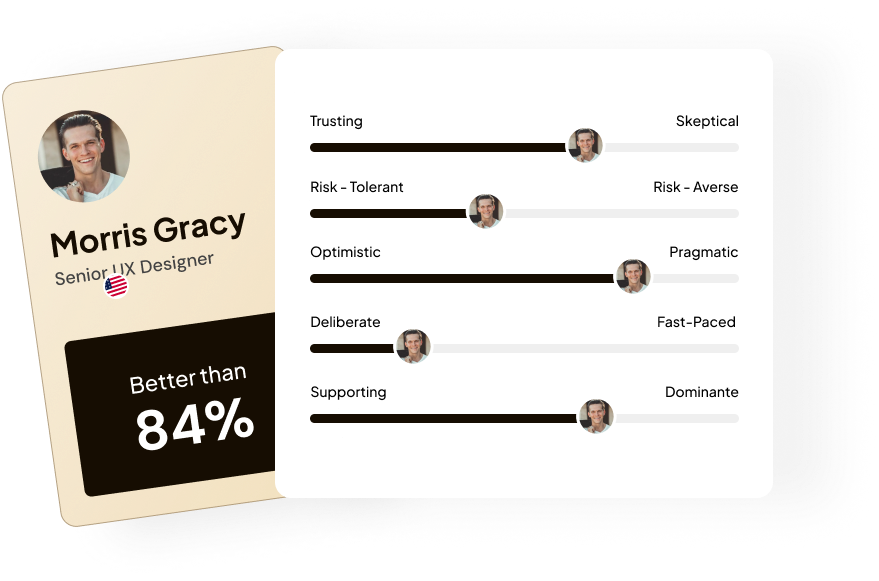 Morris Gracy
Senior UX Designer
Better than
84%
Trusting Skeptical
Risk - Tolerant Risk - Averse
Optimistic Pragmatic
Deliberate Fast-Paced
Supporting Dominante